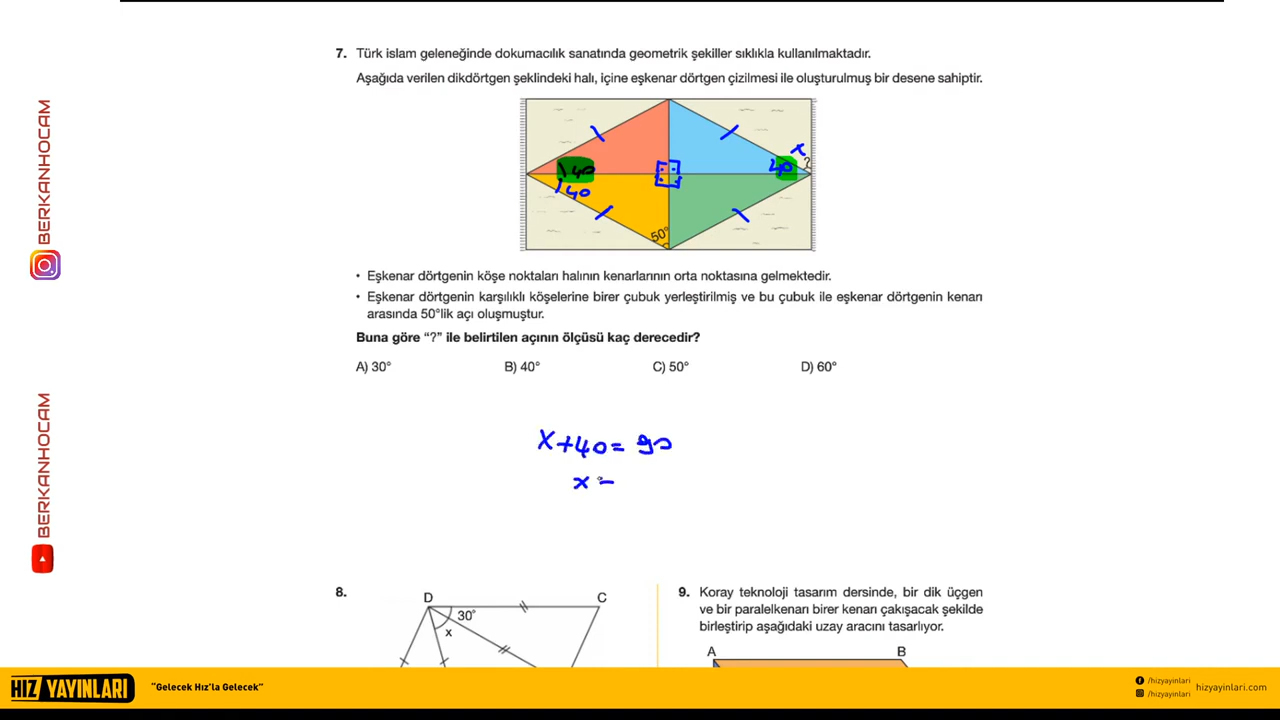 7. Türk islam geleneğinde dokumacılık sanatında geometrik şekiller sıklıkla kullanılmaktadır.
Aşağıda verilen dikdörtgen şeklindeki halı, içine eşkenar dörtgen çizilmesi ile oluşturulmuş bir desene sahiptir.
x
40
40
?
40
50°
• Eşkenar dörtgenin köşe noktaları halının kenarlarının orta noktasına gelmektedir.
• Eşkenar dörtgenin karşılıklı köşelerine birer çubuk yerleştirilmiş ve bu çubuk ile eşkenar dörtgenin kenarı
arasında 50°lik açı oluşmuştur.
Buna göre “?” ile belirtilen açının ölçüsü kaç derecedir?
A) 30° B) 40° C) 50° D) 60°
x+40=90
x=
8.
D C
30°
x
9. Koray teknoloji tasarım dersinde, bir dik üçgen
ve bir paralelkenarı birer kenarı çakışacak şekilde
birleştirip aşağıdaki uzay aracını tasarlıyor.
A B
BERKANHOCAM
BERKANHOCAM
HIZ YAYINLARI
“Gelecek Hız’la Gelecek”
/hizyayinlari
/hizyayinlari
hizyayinlari.com